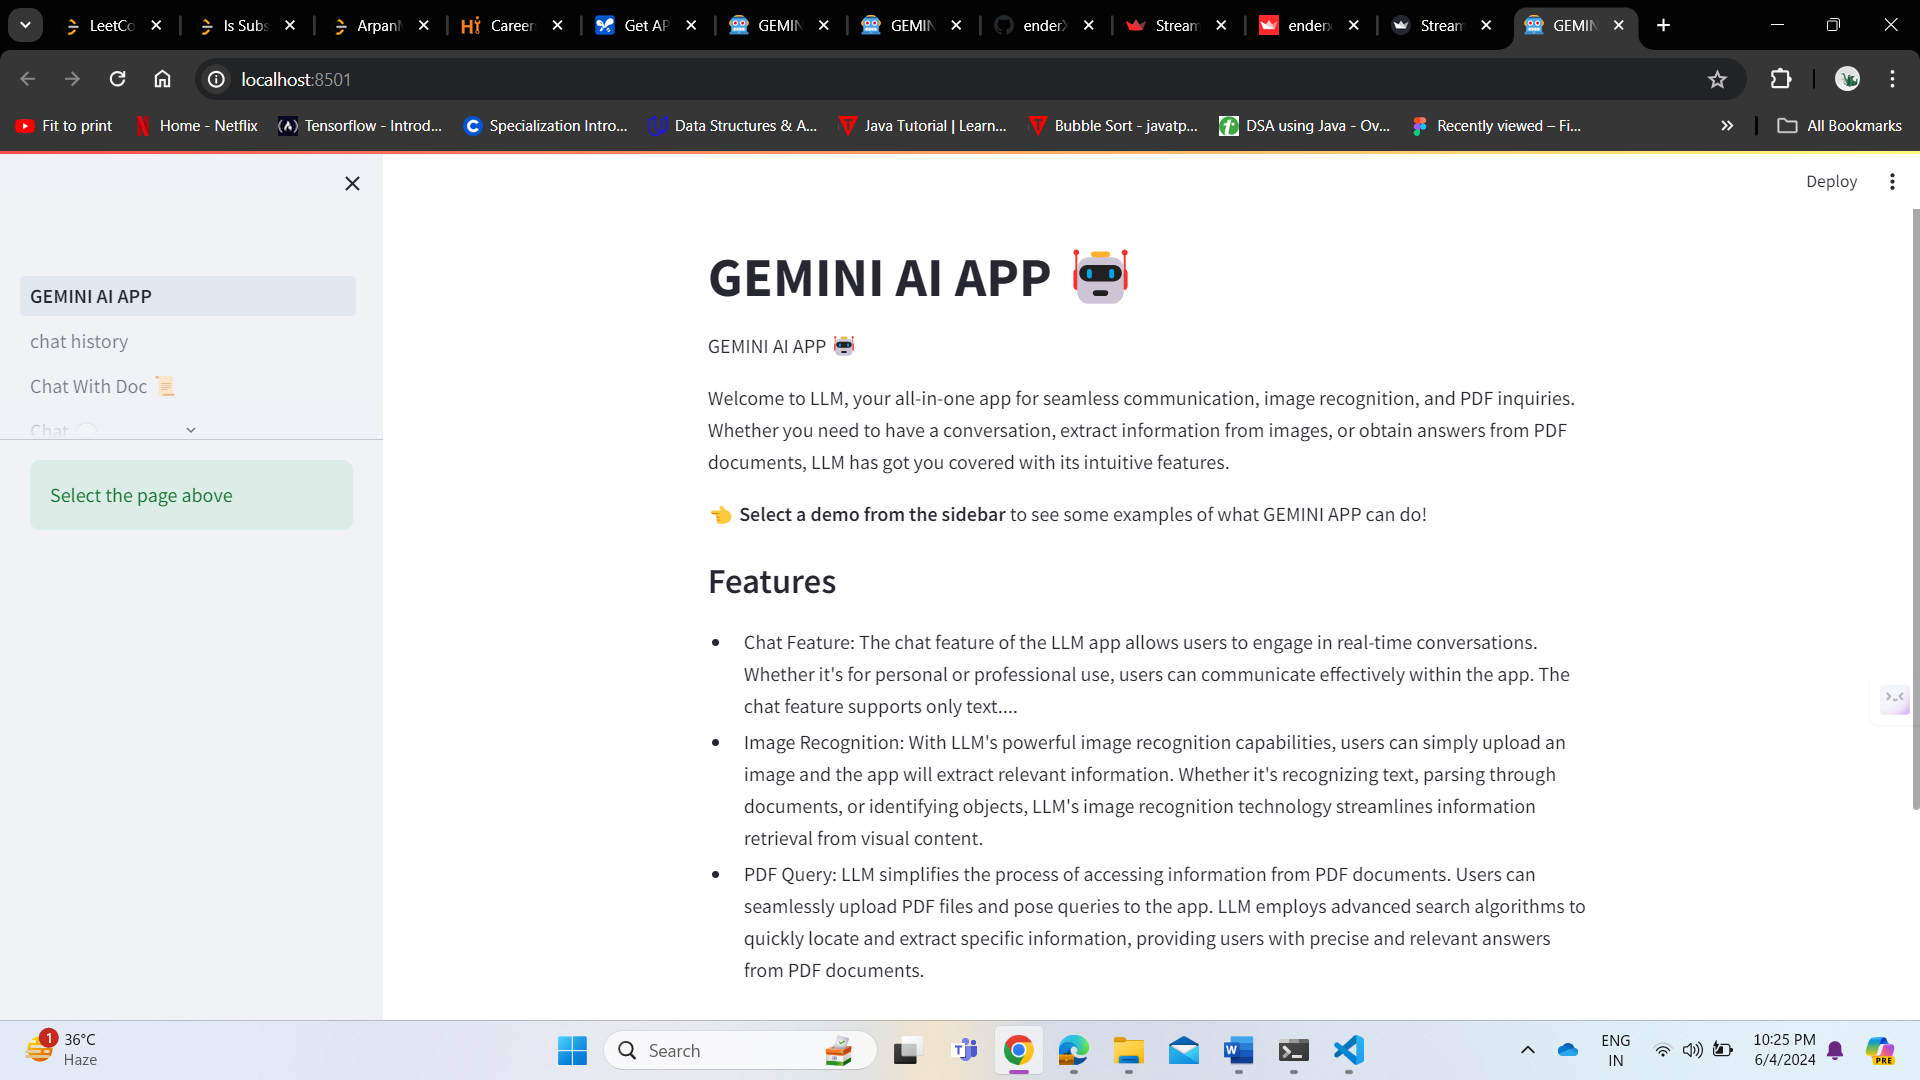 LeetCo
Is Subs
ArpanM
Career
Get AP
GEMIN
GEMIN
enderX
Stream
enderx
Stream
GEMIN
localhost:8501
Fit to print
Home - Netflix
Tensorflow - Introd...
Specialization Intro...
Data Structures & A...
Java Tutorial | Learn...
Bubble Sort - javatp...
DSA using Java - Ov...
Recently viewed – Fi...
All Bookmarks
Deploy
GEMINI AI APP
chat history
Chat With Doc
Chat
Select the page above
GEMINI AI APP
GEMINI AI APP
Welcome to LLM, your all-in-one app for seamless communication, image recognition, and PDF inquiries.
Whether you need to have a conversation, extract information from images, or obtain answers from PDF
documents, LLM has got you covered with its intuitive features.
👈 Select a demo from the sidebar to see some examples of what GEMINI APP can do!
Features
• Chat Feature: The chat feature of the LLM app allows users to engage in real-time conversations.
Whether it's for personal or professional use, users can communicate effectively within the app. The
chat feature supports only text....
• Image Recognition: With LLM's powerful image recognition capabilities, users can simply upload an
image and the app will extract relevant information. Whether it's recognizing text, parsing through
documents, or identifying objects, LLM's image recognition technology streamlines information
retrieval from visual content.
• PDF Query: LLM simplifies the process of accessing information from PDF documents. Users can
seamlessly upload PDF files and pose queries to the app. LLM employs advanced search algorithms to
quickly locate and extract specific information, providing users with precise and relevant answers
from PDF documents.
1
36°C
Haze
Search
ENG
IN
10:25 PM
6/4/2024
PRE